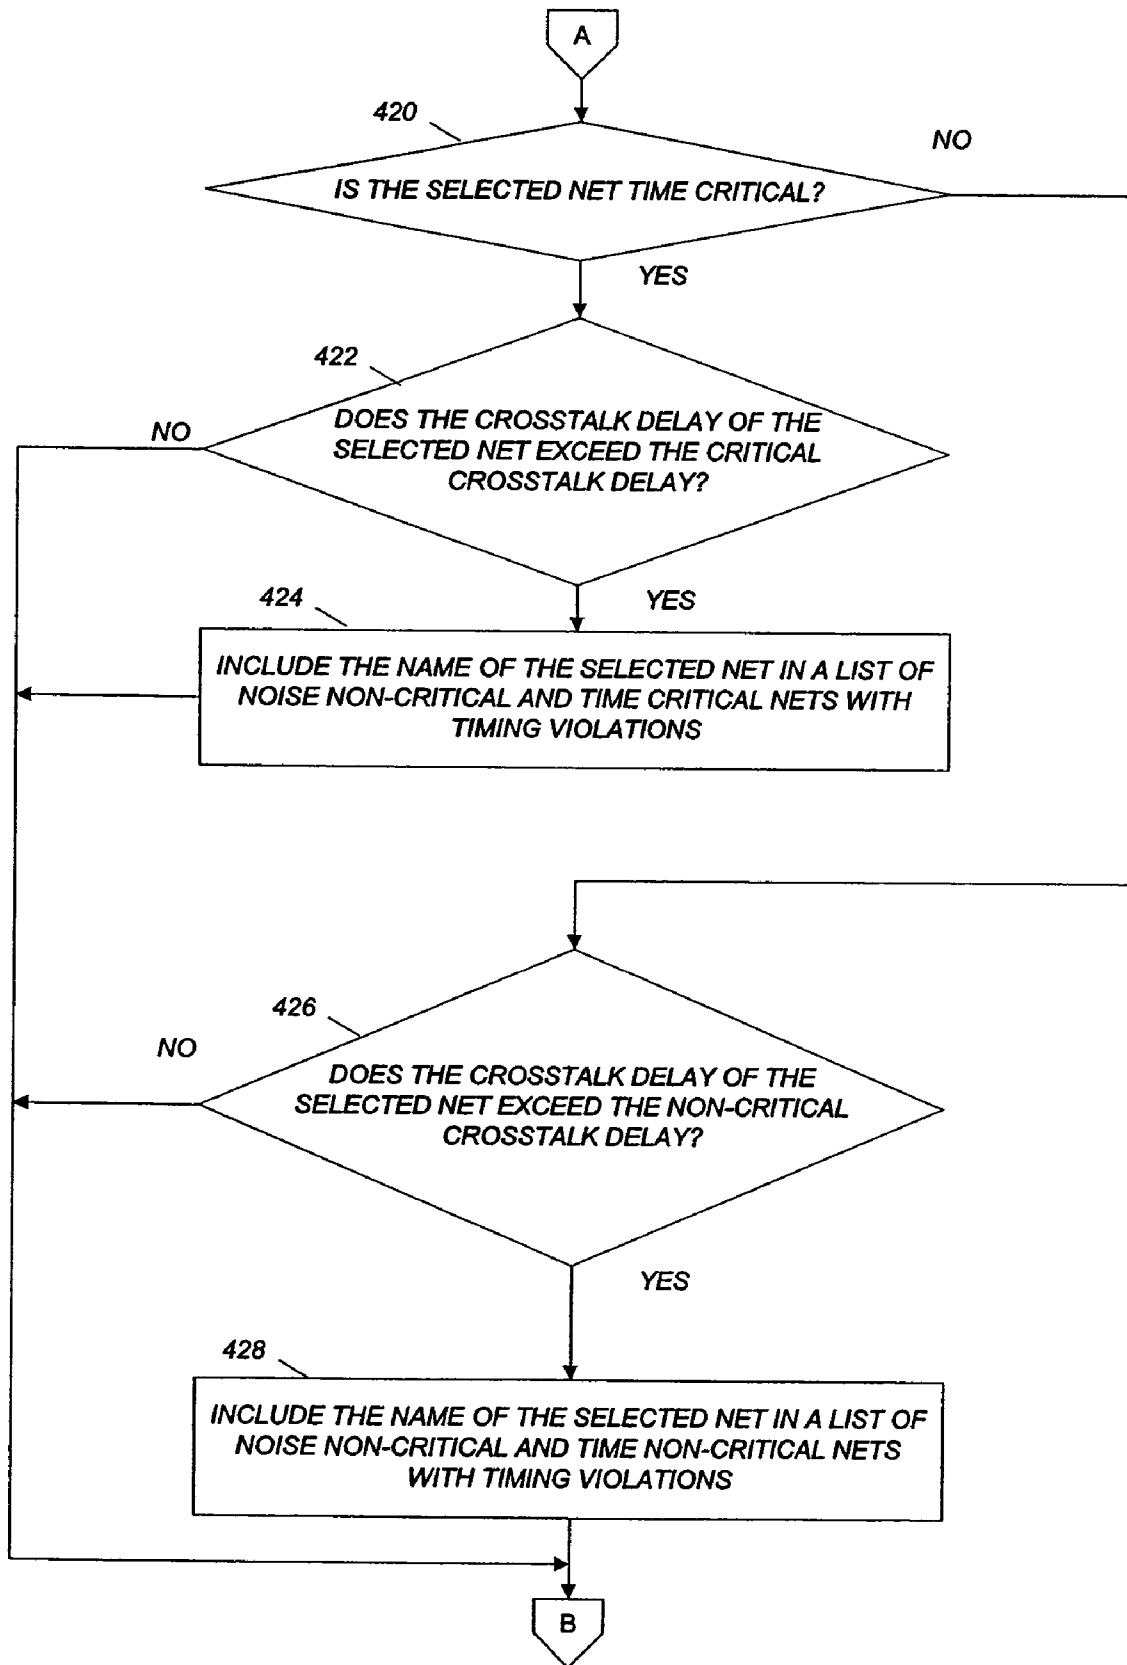 A
420
NO
IS THE SELECTED NET TIME CRITICAL?
YES
422
NO
DOES THE CROSSTALK DELAY OF THE
SELECTED NET EXCEED THE CRITICAL
CROSSTALK DELAY?
YES
424
INCLUDE THE NAME OF THE SELECTED NET IN A LIST OF
NOISE NON-CRITICAL AND TIME CRITICAL NETS WITH
TIMING VIOLATIONS
426
NO
DOES THE CROSSTALK DELAY OF THE
SELECTED NET EXCEED THE NON-CRITICAL
CROSSTALK DELAY?
YES
428
INCLUDE THE NAME OF THE SELECTED NET IN A LIST OF
NOISE NON-CRITICAL AND TIME NON-CRITICAL NETS
WITH TIMING VIOLATIONS
B